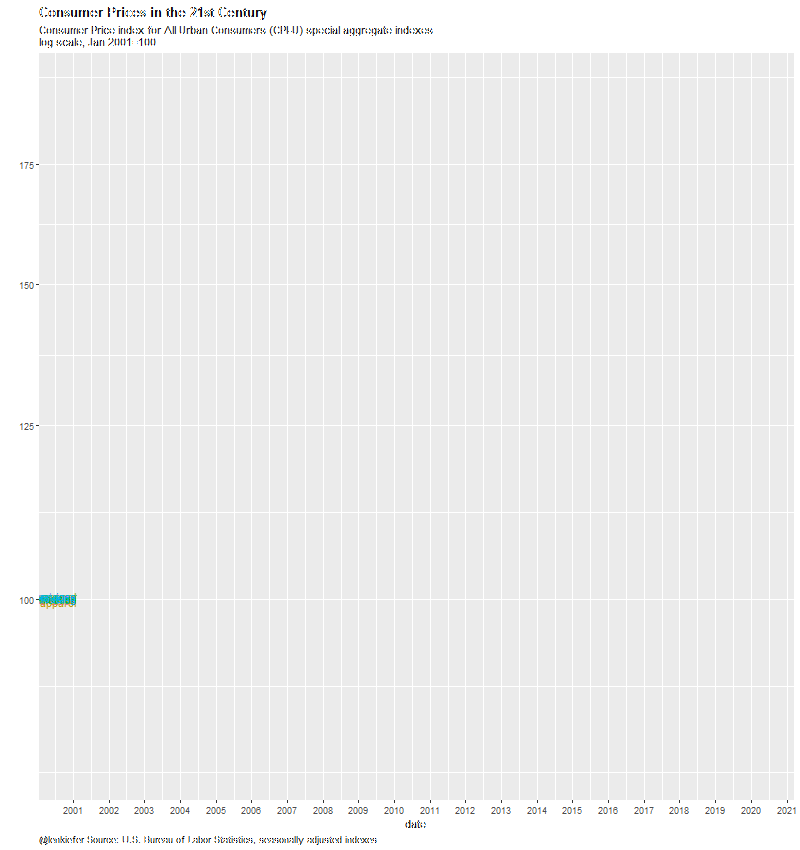 Consumer Prices in the 21st Century
Consumer Price index for All Urban Consumers (CPI-U) special aggregate indexes
log scale, Jan 2001=100
175
150
125
100
apparel
2001 2002 2003 2004 2005 2006 2007 2008 2009 2010 2011 2012 2013 2014 2015 2016 2017 2018 2019 2020 2021
date
@lenkiefer Source: U.S. Bureau of Labor Statistics, seasonally adjusted indexes